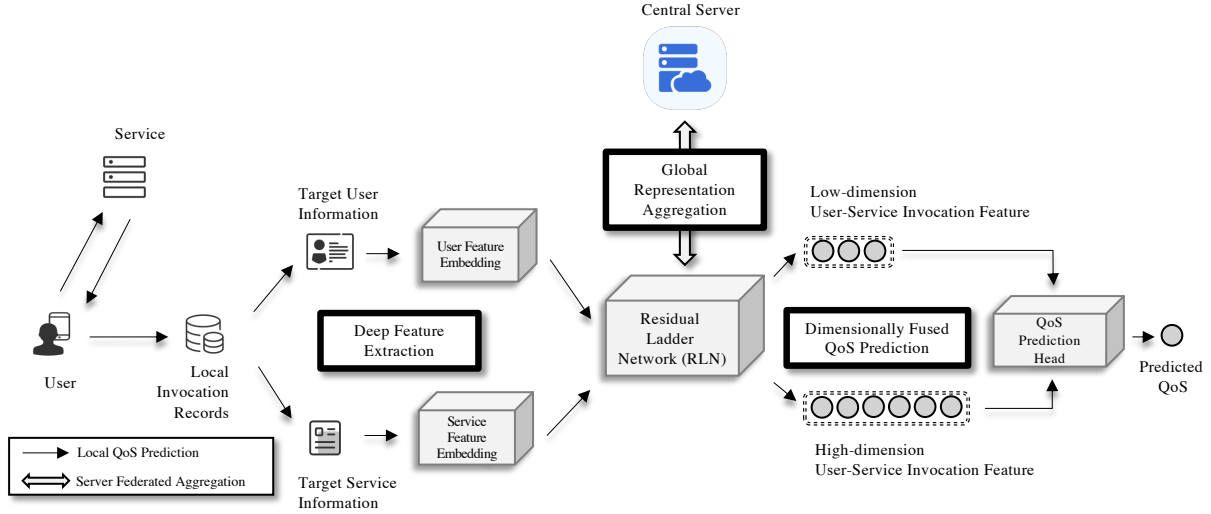 Central Server
Service
Global
Representation
Aggregation
Target User
Information
Low-dimension
User-Service Invocation Feature
User Feature
Embedding
Deep Feature
Extraction
Residual
Ladder
Network (RLN)
Dimensionally Fused
QoS Prediction
QoS
Prediction
Head
Predicted
QoS
User
Local
Invocation
Records
Service
Feature
Embedding
Local QoS Prediction
Server Federated Aggregation
Target Service
Information
High-dimension
User-Service Invocation Feature